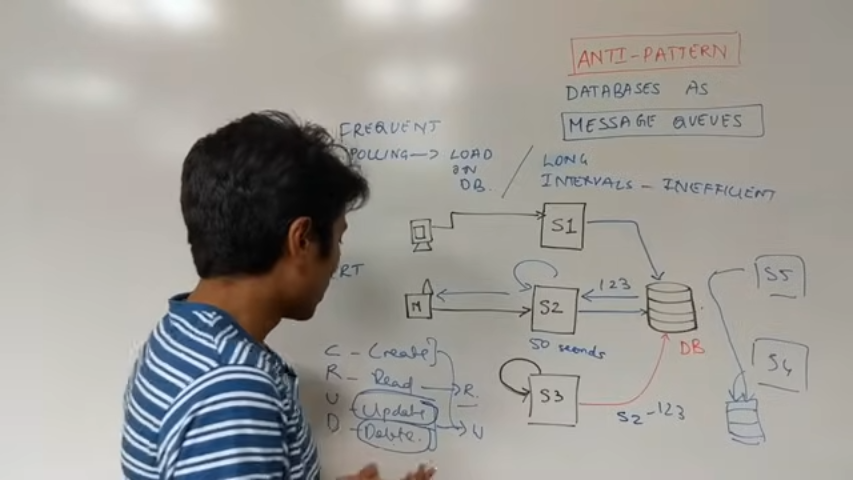 ANTI-PATTERN
DATABASES AS
MESSAGE QUEUES
FREQUENT
POLLING → LOAD
ON
DB.
/ LONG
INTERVALS - INEFFICIENT
S1
S5
RT
M
S2
123
50 seconds
DB
S4
C - Create
R - Read
R.
U - Update
D - Delete.
U
S3
S2-123